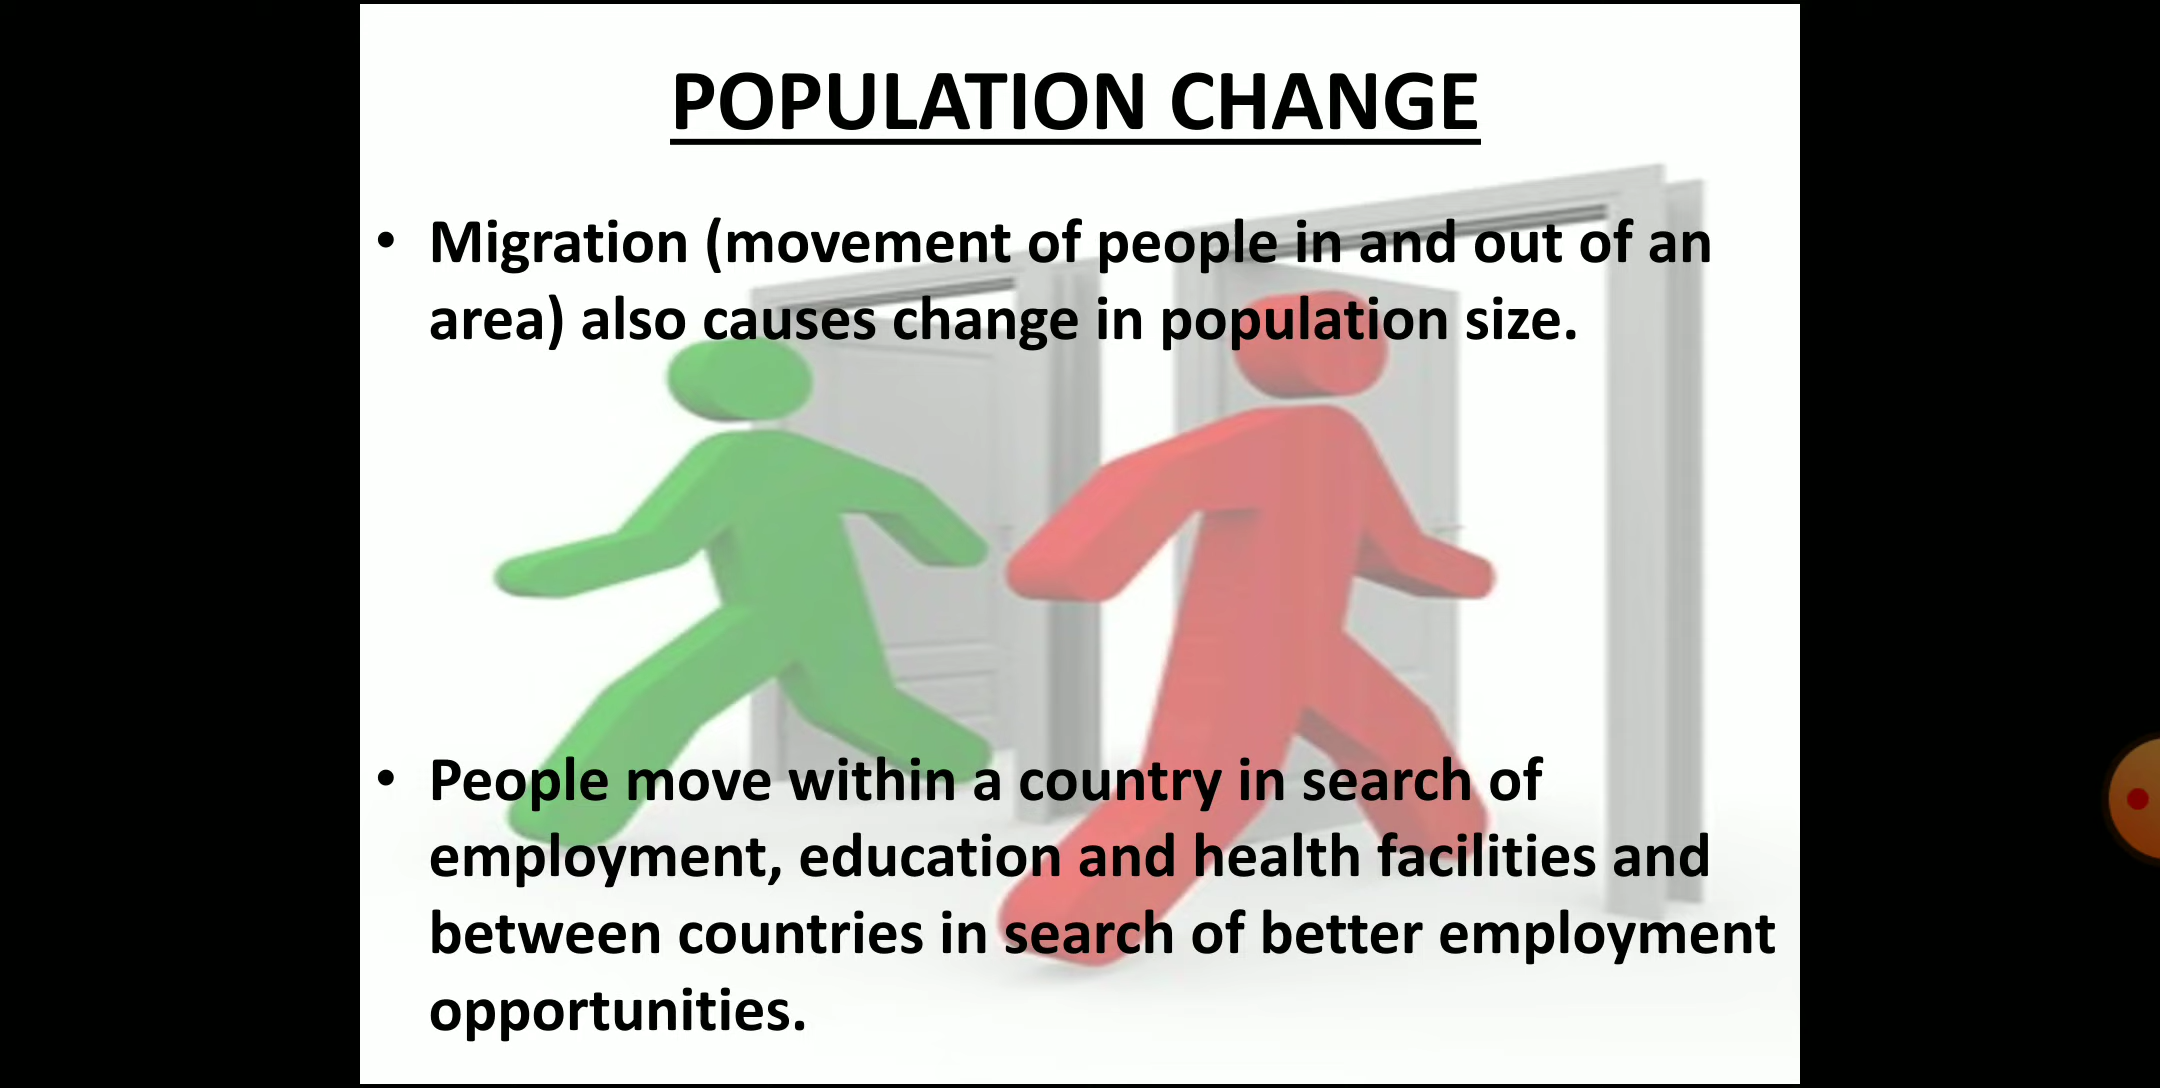 POPULATION CHANGE
• Migration (movement of people in and out of an
area) also causes change in population size.
• People move within a country in search of
employment, education and health facilities and
between countries in search of better employment
opportunities.